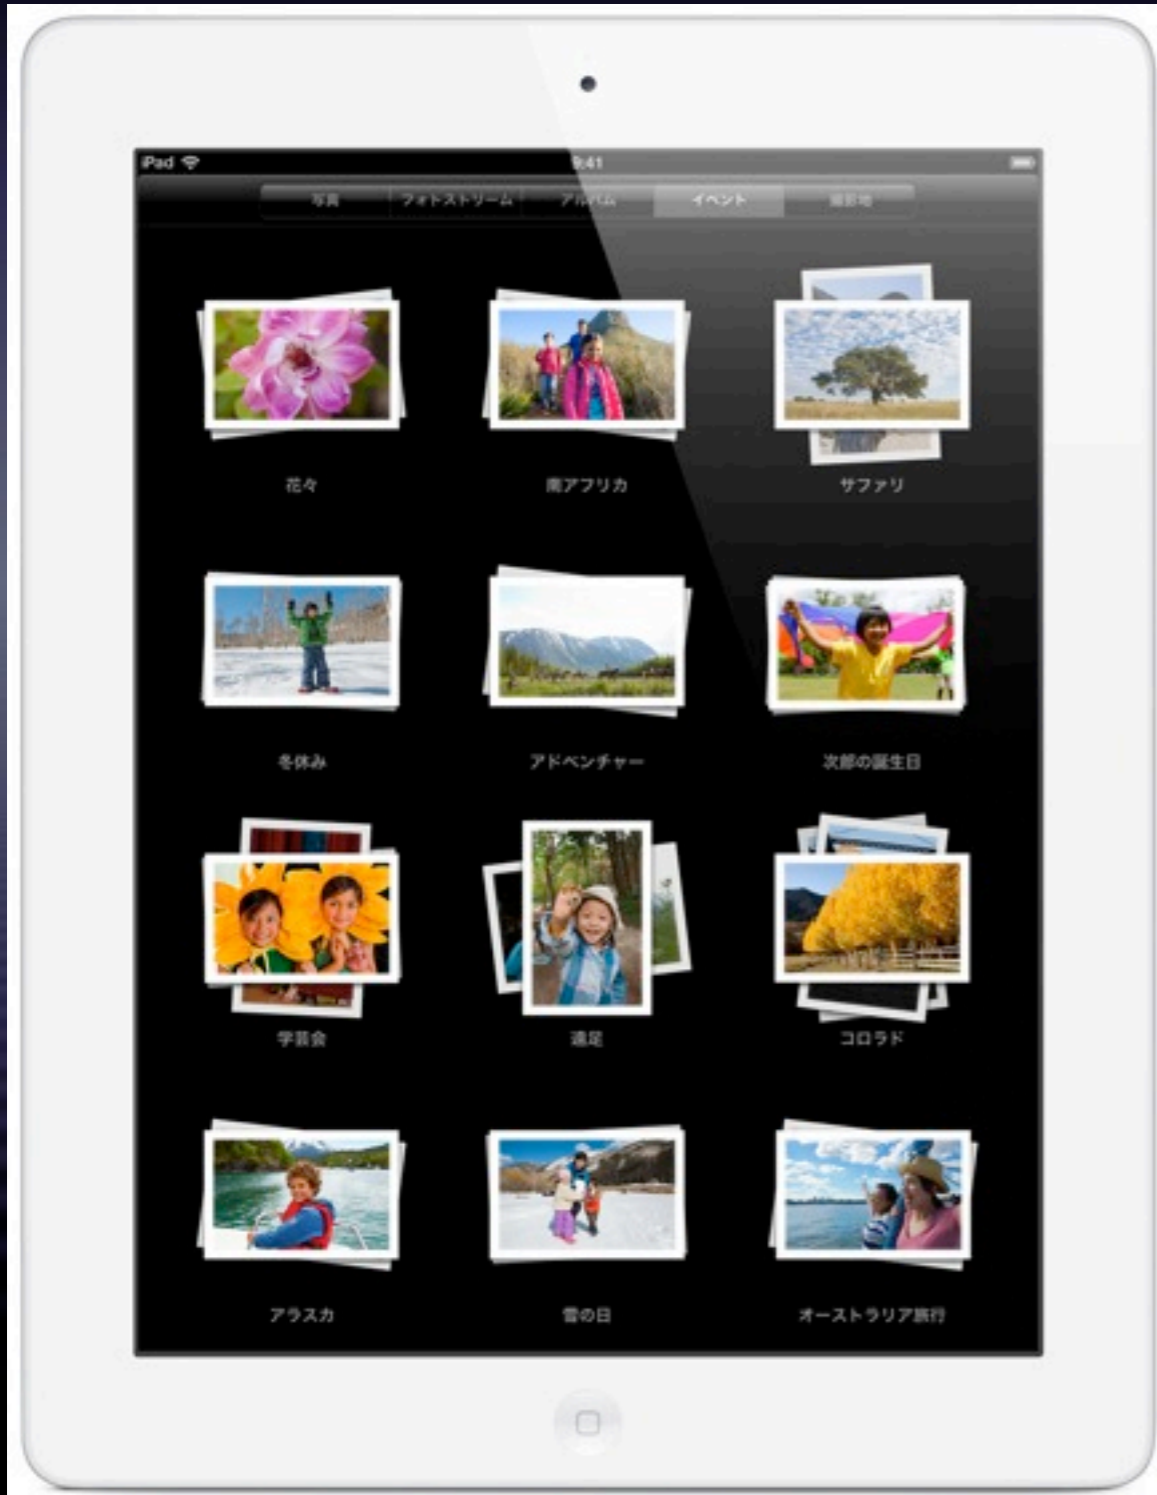 iPad
9:41
写真 フォトストリーム アルバム イベント 撮影地
花々 南アフリカ サファリ
冬休み アドベンチャー 次郎の誕生日
学芸会 遠足 コロラド
アラスカ 雪の日 オーストラリア旅行